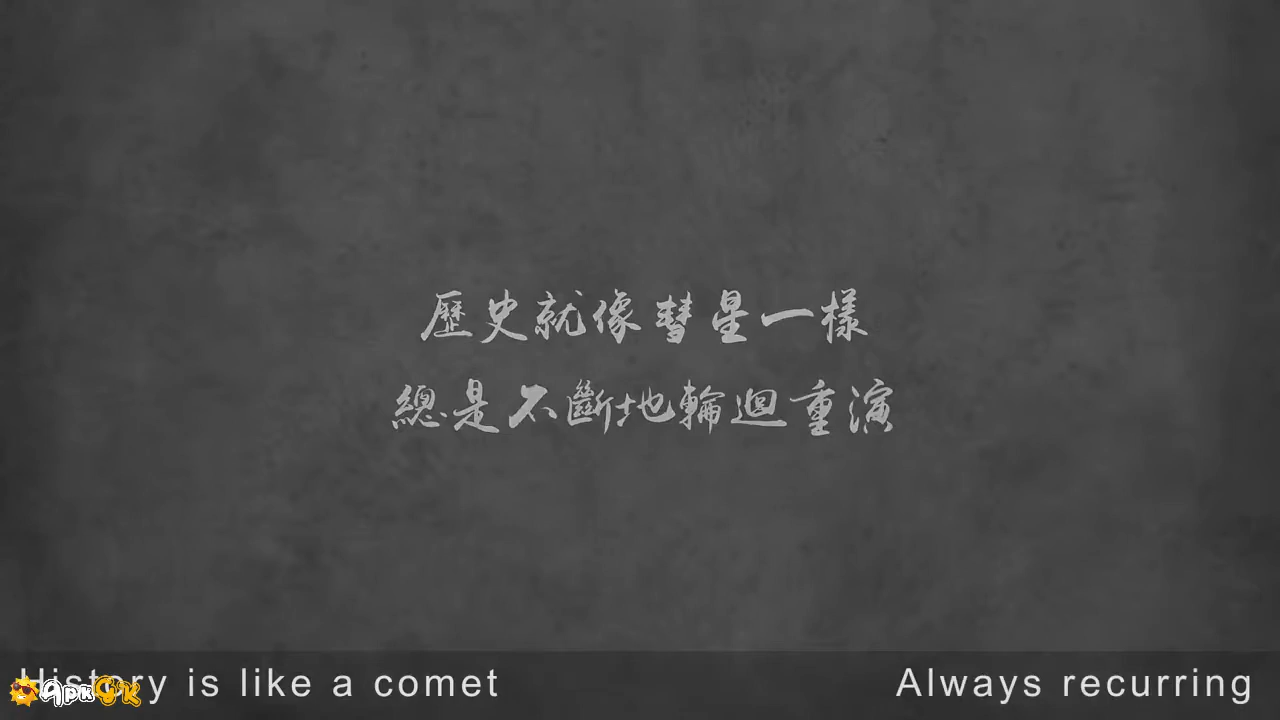 歷史就像彗星一樣
總是不斷地輪迴重演
History is like a comet
Always recurring
ApkGK